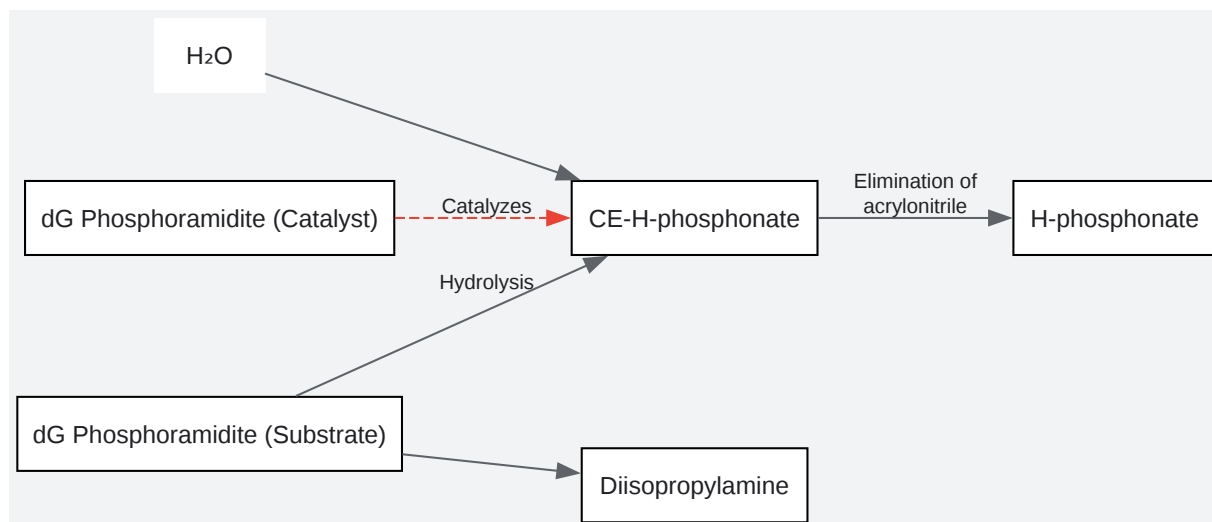 H₂O
dG Phosphoramidite (Catalyst)
Catalyzes
CE-H-phosphonate
Elimination of
acrylonitrile
H-phosphonate
Hydrolysis
dG Phosphoramidite (Substrate)
Diisopropylamine